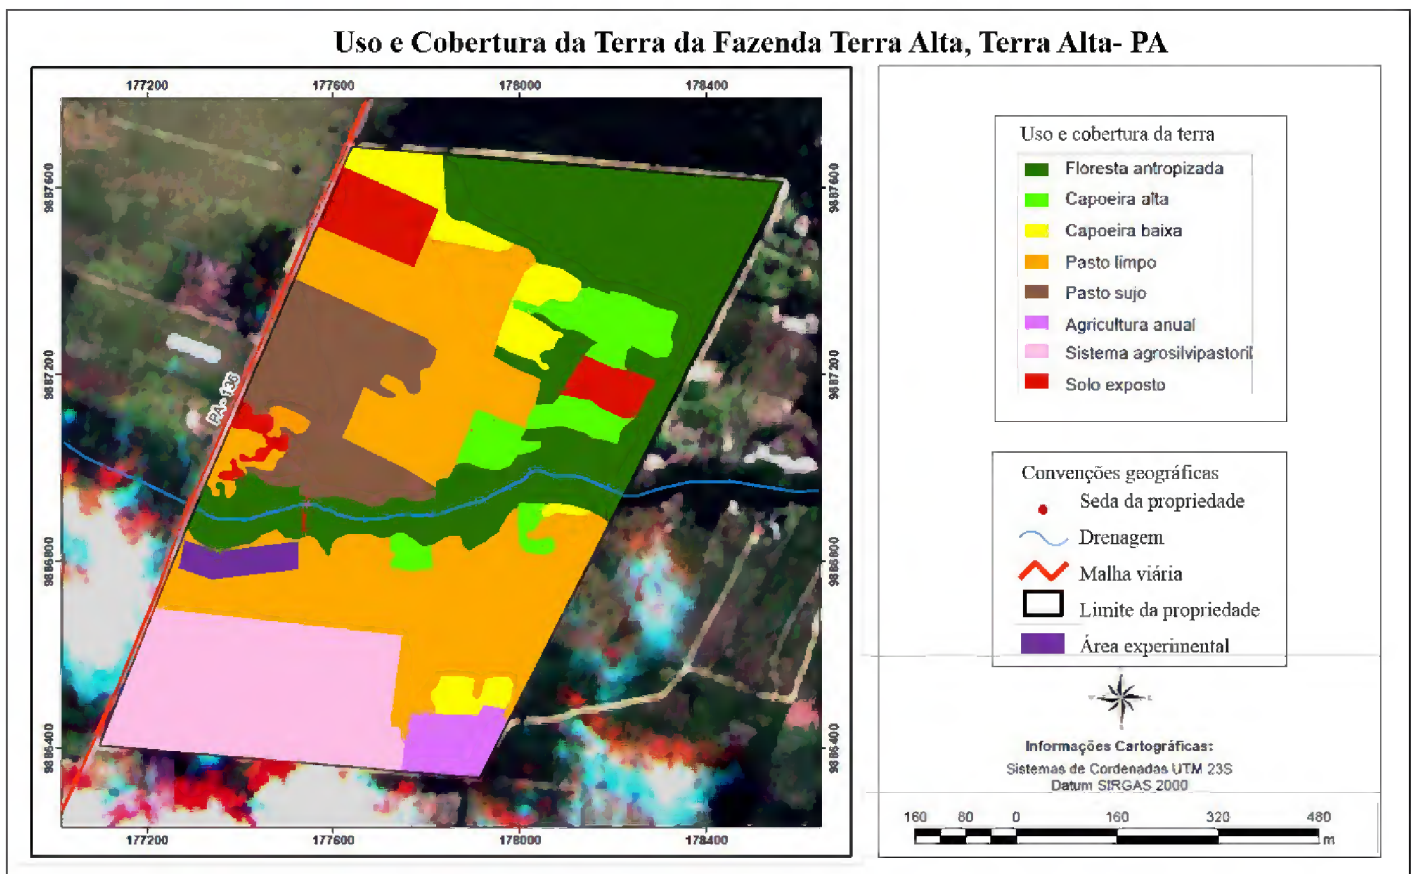 Uso e Cobertura da Terra da Fazenda Terra Alta, Terra Alta- PA
177200 177600 178000 178400
9887600 9887600
9887200 9887200
9886800 9886800
9886400 9886400
PA-136
177200 177600 178000 178400
Uso e cobertura da terra
Floresta antropizada
Capoeira alta
Capoeira baixa
Pasto limpo
Pasto sujo
Agricultura anual
Sistema agrosilvipastoril
Solo exposto
Convenções geográficas
Seda da propriedade
Drenagem
Malha viária
Limite da propriedade
Área experimental
Informações Cartográficas:
Sistemas de Cordenadas UTM 23S
Datum SIRGAS 2000
160 80 0 160 320 480
m